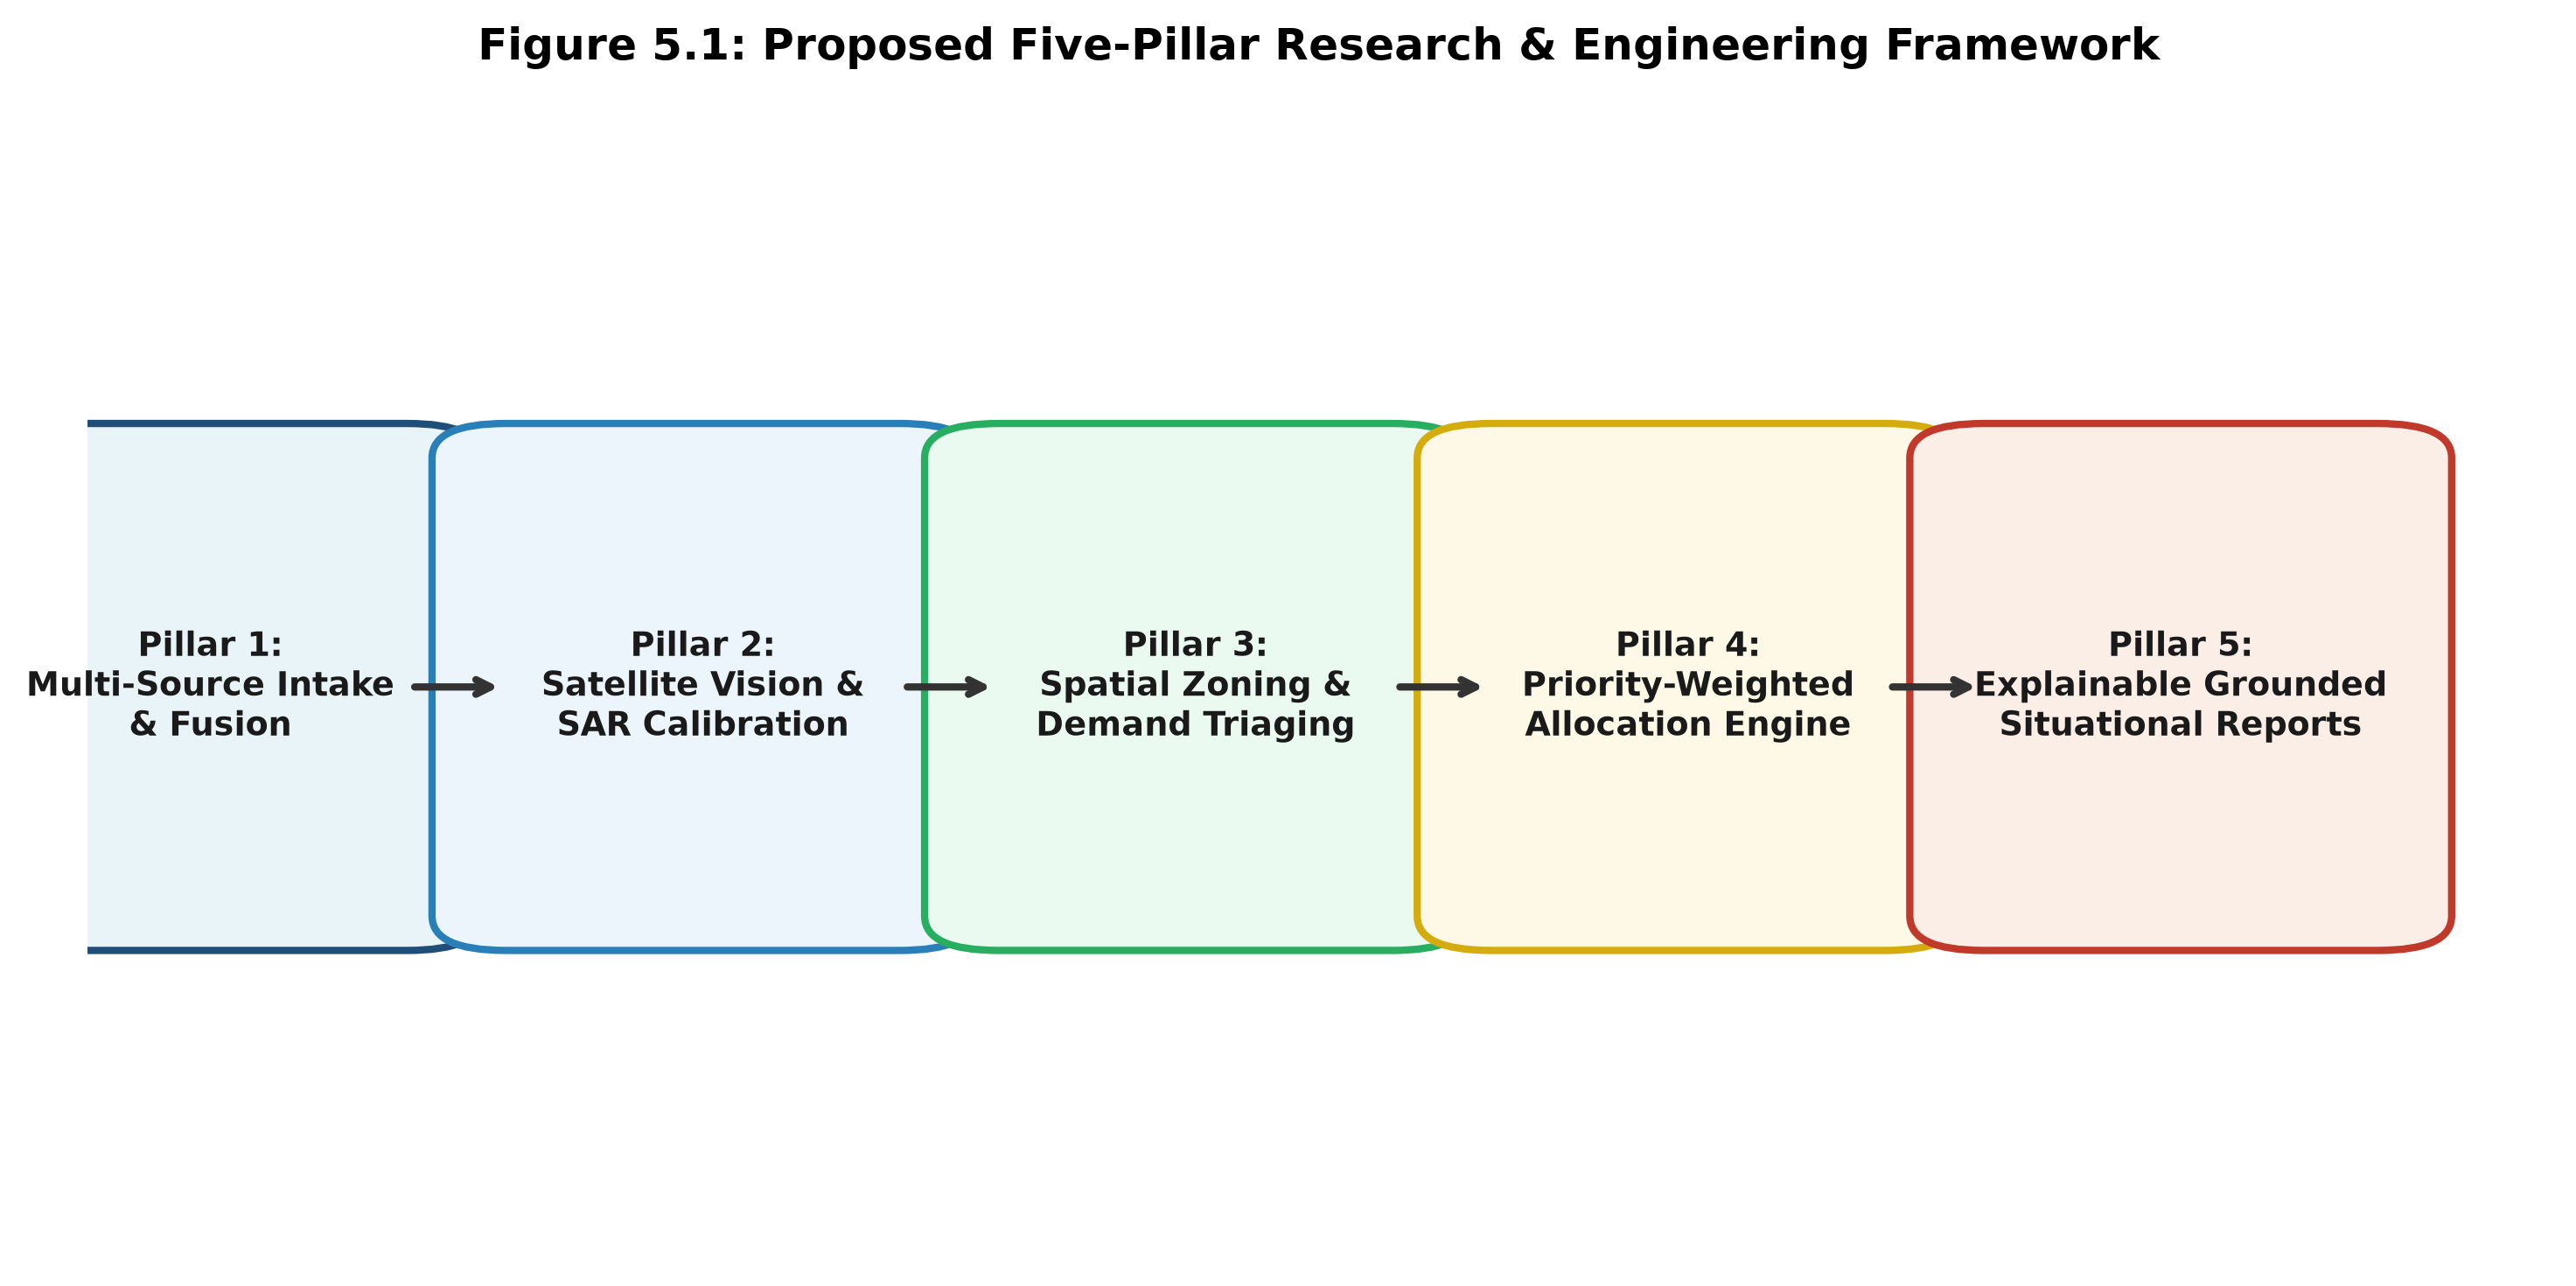 Figure 5.1: Proposed Five-Pillar Research & Engineering Framework
Pillar 1:
Multi-Source Intake
& Fusion
Pillar 2:
Satellite Vision &
SAR Calibration
Pillar 3:
Spatial Zoning &
Demand Triaging
Pillar 4:
Priority-Weighted
Allocation Engine
Pillar 5:
Explainable Grounded
Situational Reports